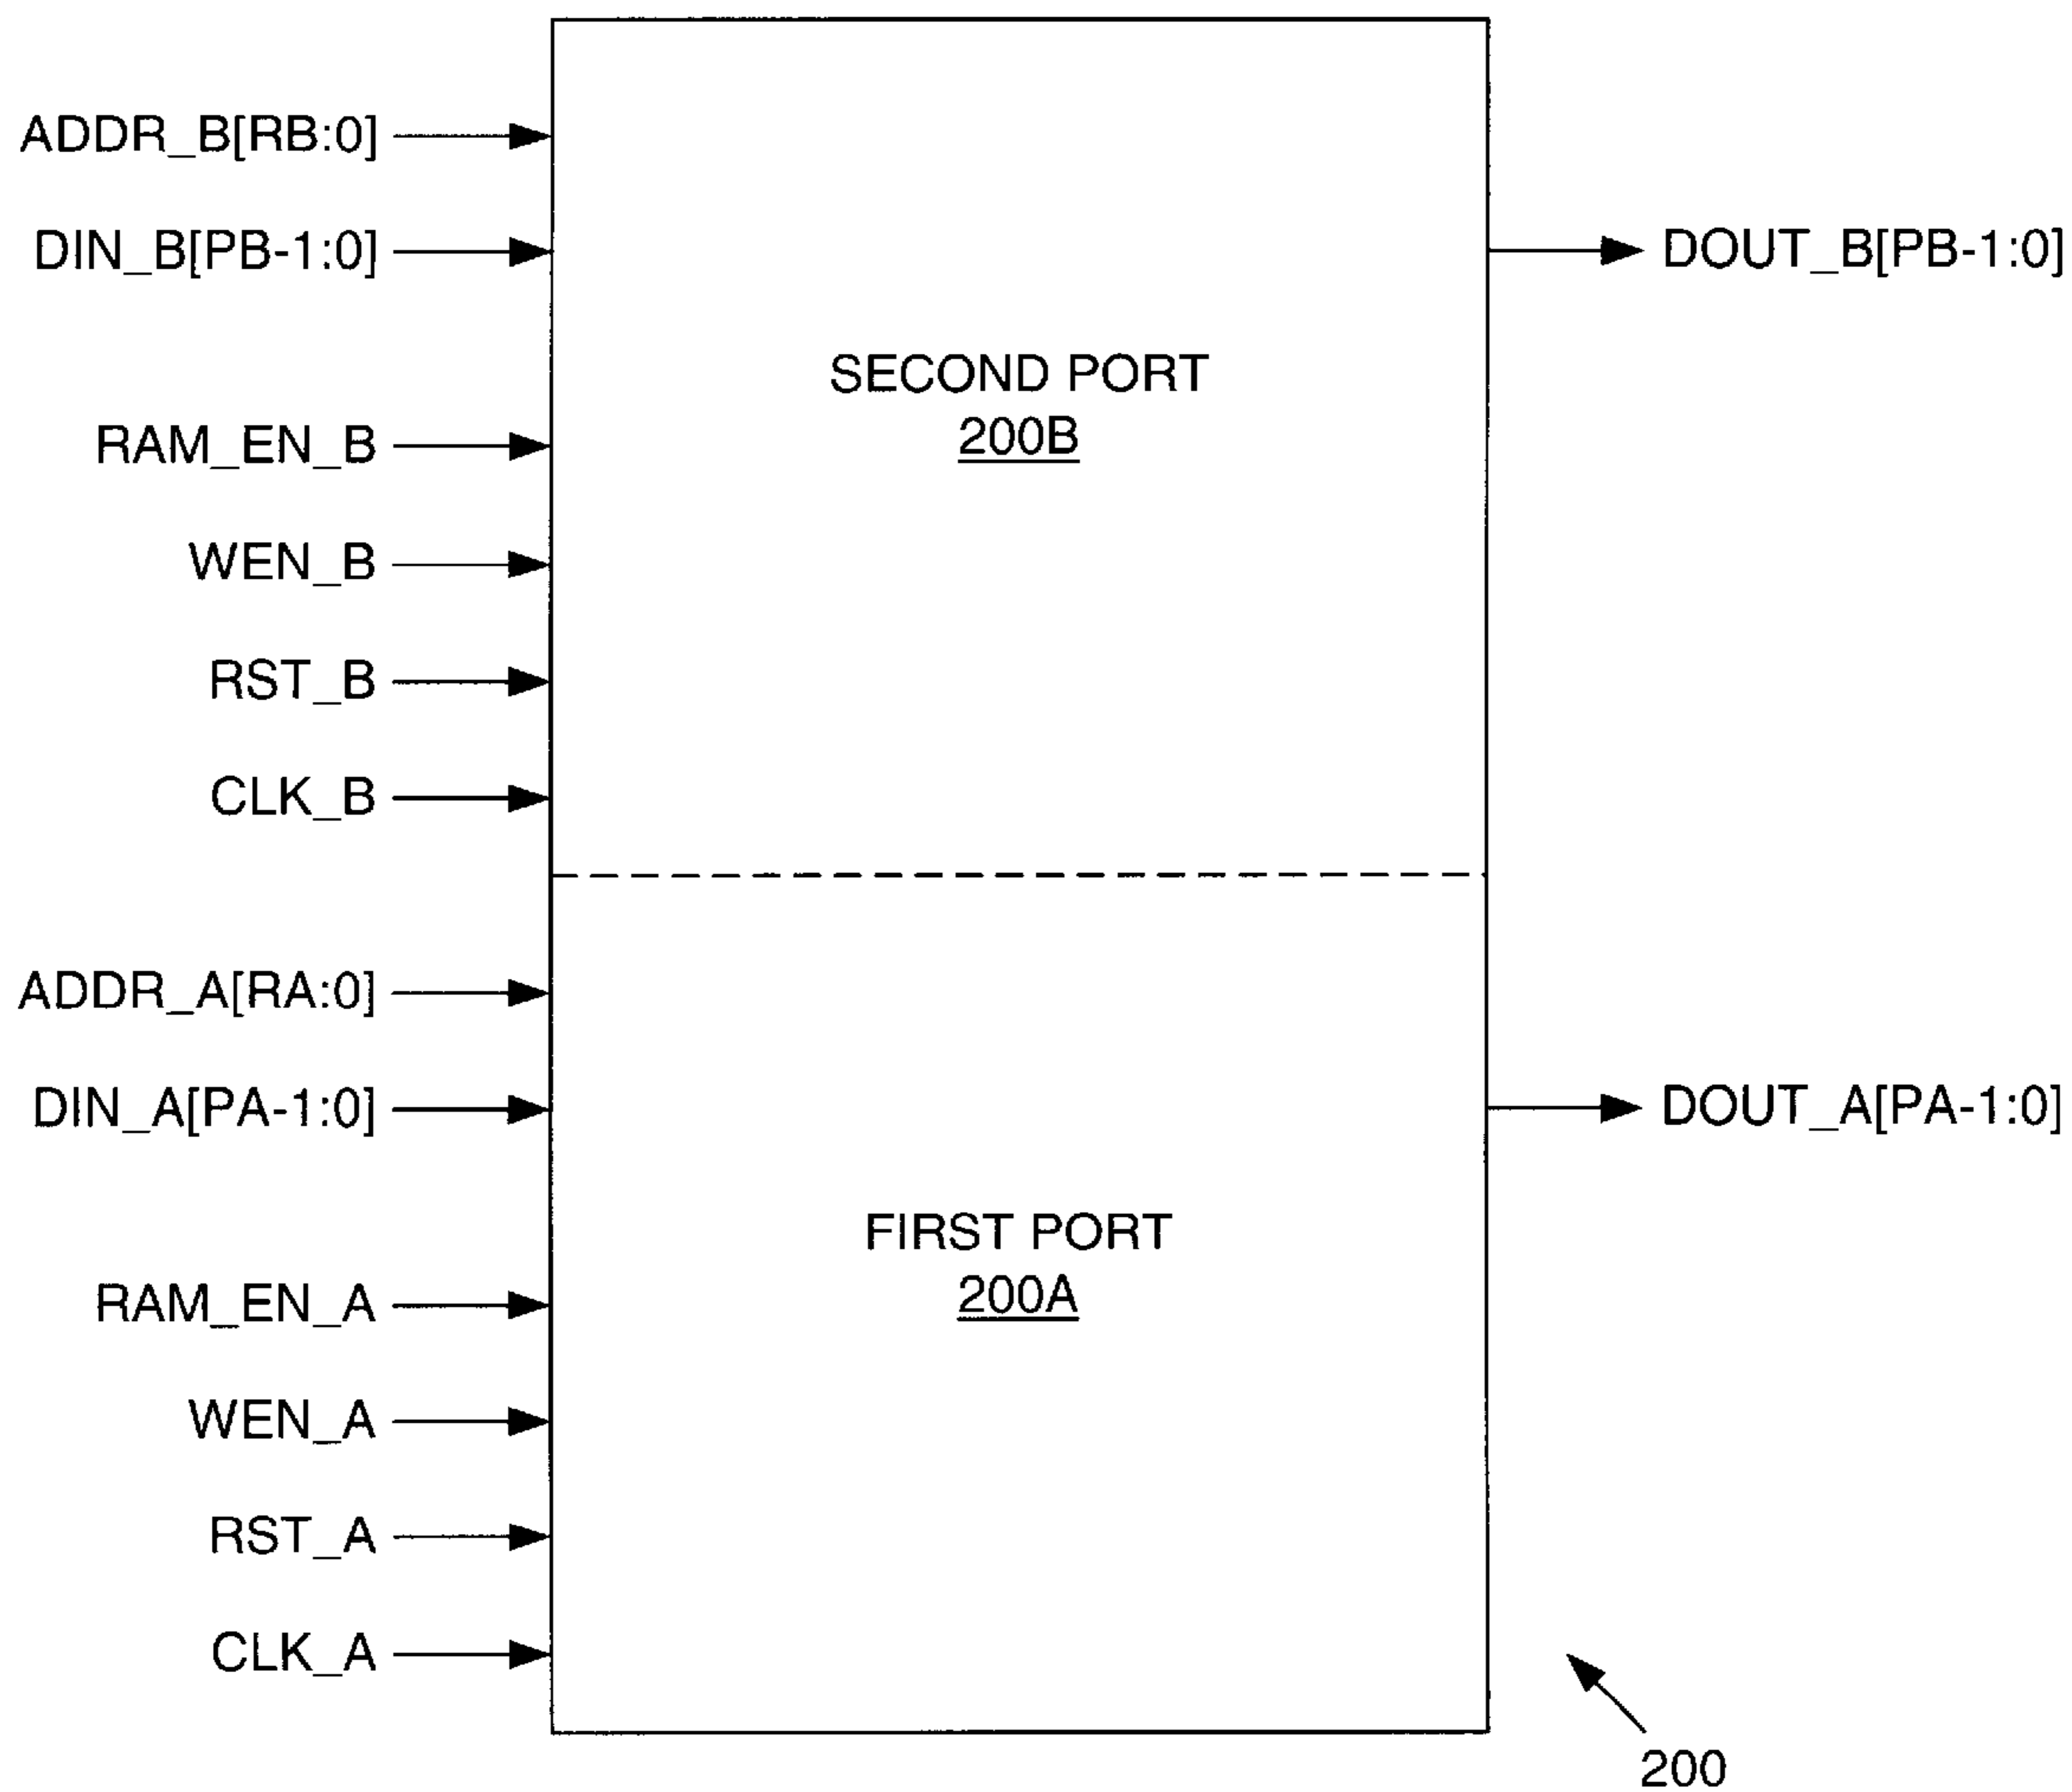 ADDR_B[RB:0]
DIN_B[PB-1:0]
DOUT_B[PB-1:0]
SECOND PORT
200B
RAM_EN_B
WEN_B
RST_B
CLK_B
ADDR_A[RA:0]
DIN_A[PA-1:0]
DOUT_A[PA-1:0]
FIRST PORT
200A
RAM_EN_A
WEN_A
RST_A
CLK_A
200